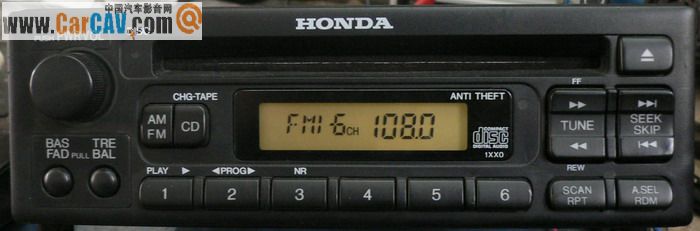 中国汽车影音网
www.CarCAV.com
HONDA
CHG-TAPE
ANTI THEFT
AM
FM
CD
FM1-6CH 108.0
COMPACT
disc
DIGITAL AUDIO
1XX0
FF
TUNE
REW
SEEK
SKIP
BAS
FAD
PULL
TRE
BAL
PLAY
PROG
NR
1
2
3
4
5
6
SCAN
RPT
A.SEL
RDM